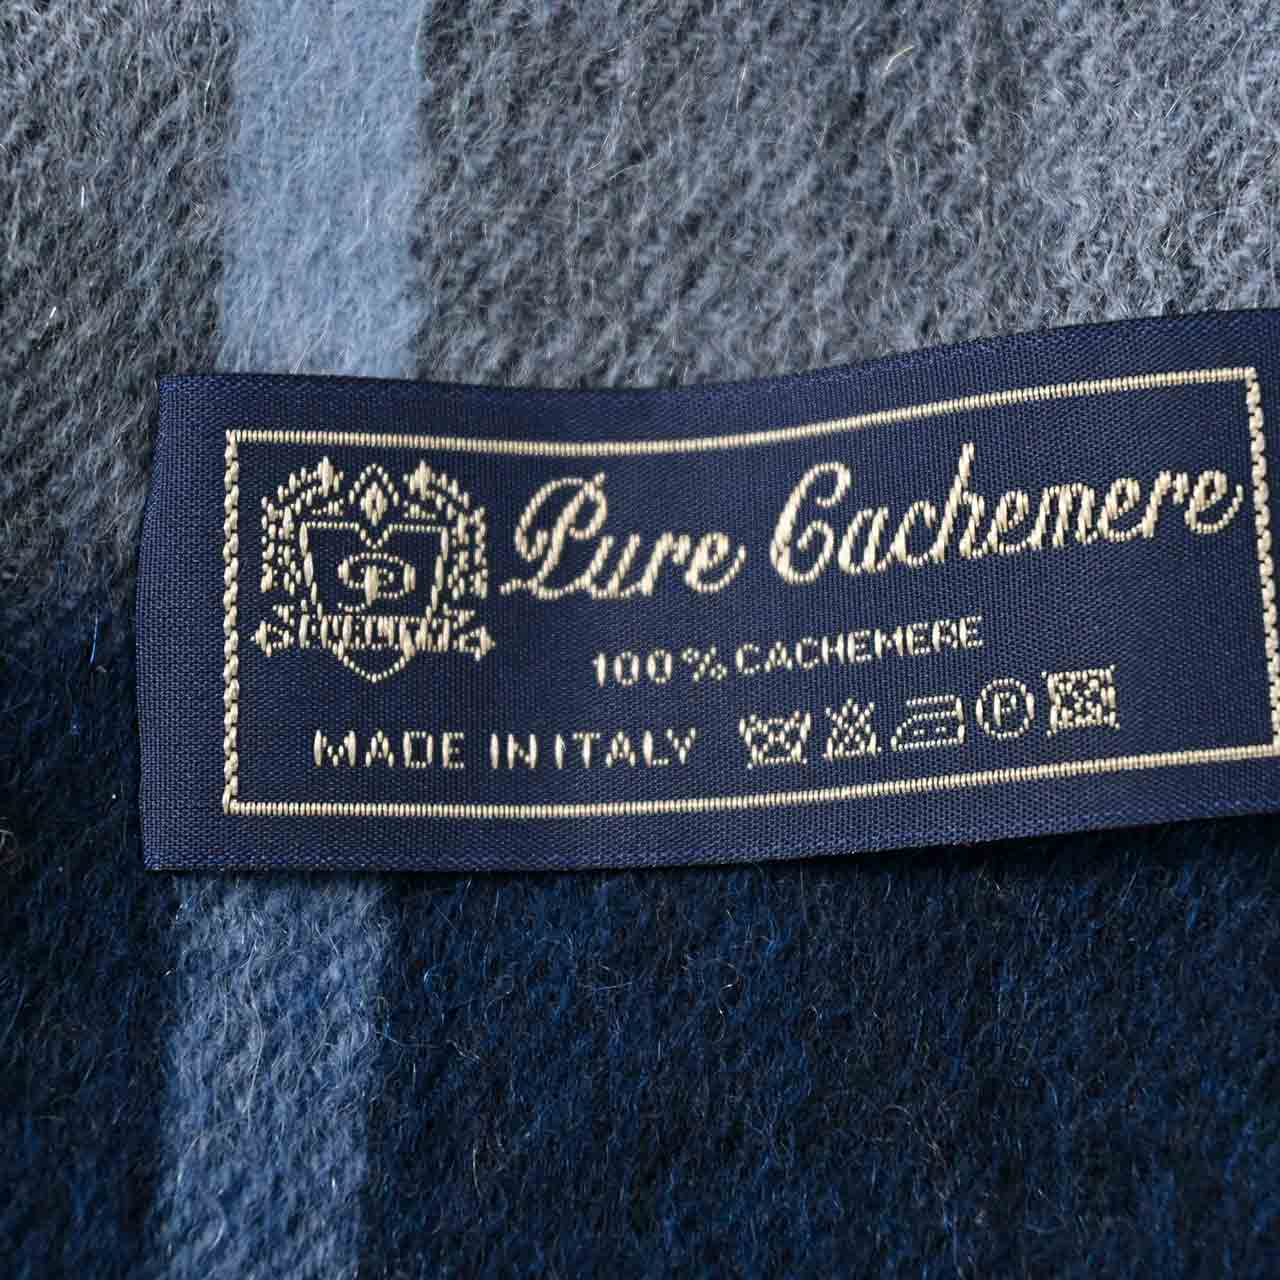 Pure Cachemere
P
100% CACHEMERE
MADE IN ITALY
P